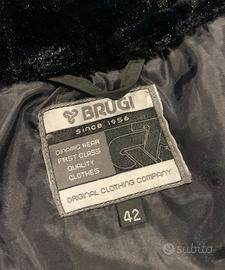 BRUGI
since 1956
DINAMIC WEAR
FIRST CLASS
QUALITY
CLOTHES
ORIGINAL CLOTHING COMPANY
42
subito